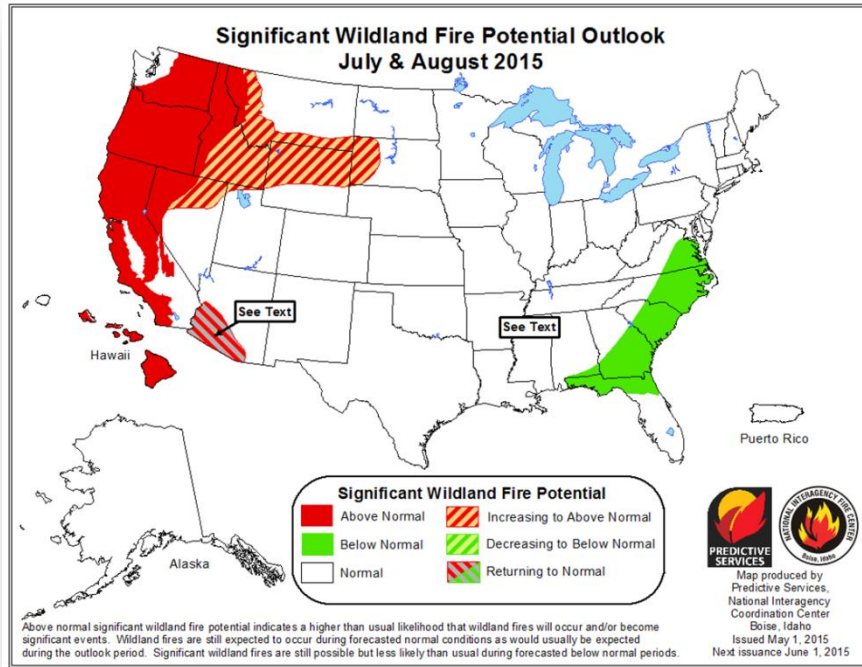 Significant Wildland Fire Potential Outlook
July & August 2015
See Text
See Text
Hawaii
Puerto Rico
Alaska
Significant Wildland Fire Potential
Above Normal
Increasing to Above Normal
Below Normal
Decreasing to Below Normal
Normal
Returning to Normal
PREDICTIVE
SERVICES
NATIONAL INTERAGENCY FIRE CENTER
Boise, Idaho
Map produced by
Predictive Services,
National Interagency
Coordination Center
Boise, Idaho
Issued May 1, 2015
Next issuance June 1, 2015
Above normal significant wildland fire potential indicates a higher than usual likelihood that wildland fires will occur and/or become
significant events. Wildland fires are still expected to occur during forecasted normal conditions as would usually be expected
during the outlook period. Significant wildland fires are still possible but less likely than usual during forecasted below normal periods.